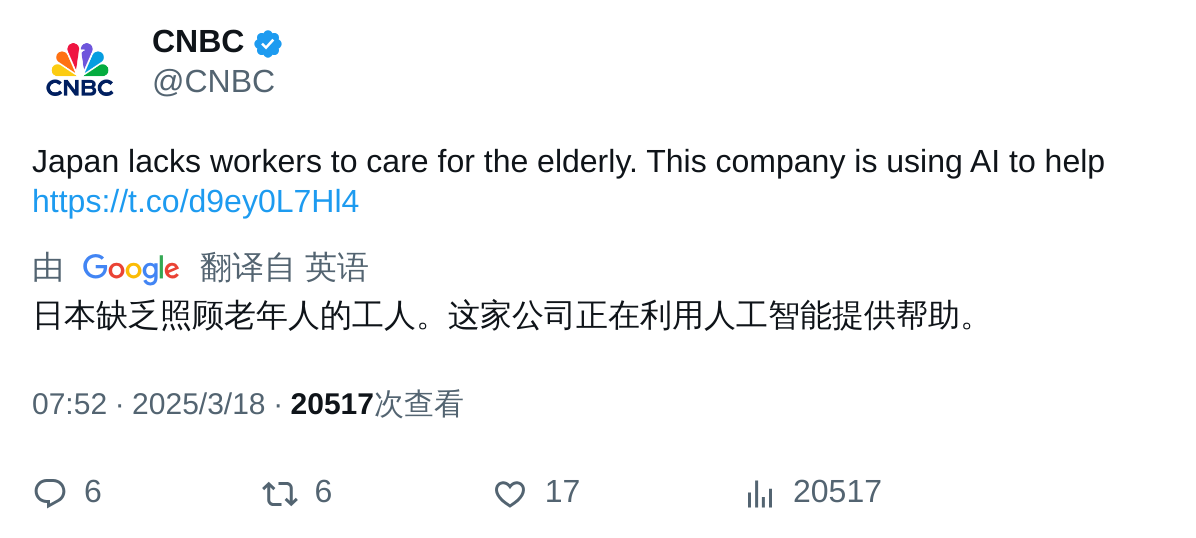 CNBC
CNBC
@CNBC
Japan lacks workers to care for the elderly. This company is using AI to help
https://t.co/d9ey0L7Hl4
由 Google 翻译自 英语
日本缺乏照顾老年人的工人。这家公司正在利用人工智能提供帮助。
07:52 · 2025/3/18 · 20517次查看
6 6 17 20517